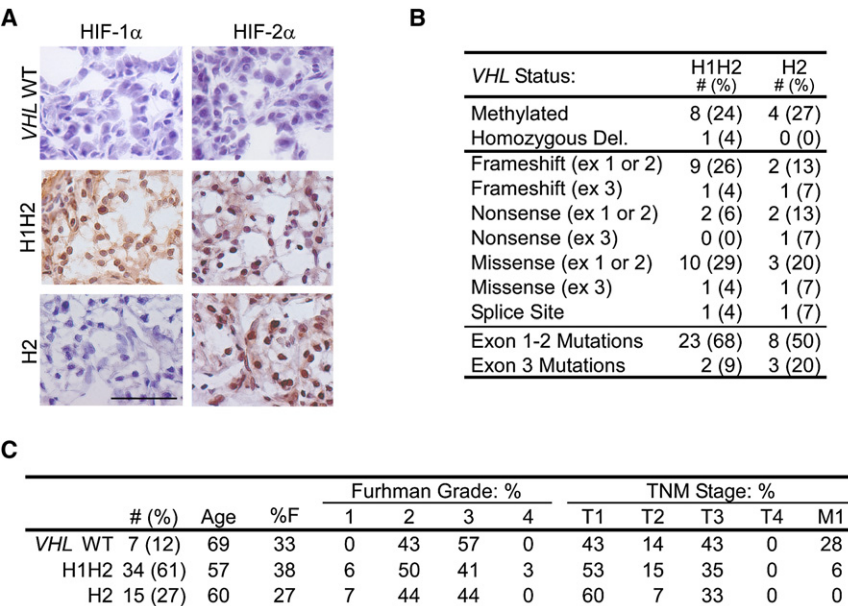 A
HIF-1α HIF-2α
VHL WT
H1H2
H2
B
VHL Status: H1H2 H2
# (%) # (%)
Methylated 8 (24) 4 (27)
Homozygous Del. 1 (4) 0 (0)
Frameshift (ex 1 or 2) 9 (26) 2 (13)
Frameshift (ex 3) 1 (4) 1 (7)
Nonsense (ex 1 or 2) 2 (6) 2 (13)
Nonsense (ex 3) 0 (0) 1 (7)
Missense (ex 1 or 2) 10 (29) 3 (20)
Missense (ex 3) 1 (4) 1 (7)
Splice Site 1 (4) 1 (7)
Exon 1-2 Mutations 23 (68) 8 (50)
Exon 3 Mutations 2 (9) 3 (20)
C
Furhman Grade: % TNM Stage: %
# (%) Age %F 1 2 3 4 T1 T2 T3 T4 M1
VHL WT 7 (12) 69 33 0 43 57 0 43 14 43 0 28
H1H2 34 (61) 57 38 6 50 41 3 53 15 35 0 6
H2 15 (27) 60 27 7 44 44 0 60 7 33 0 0